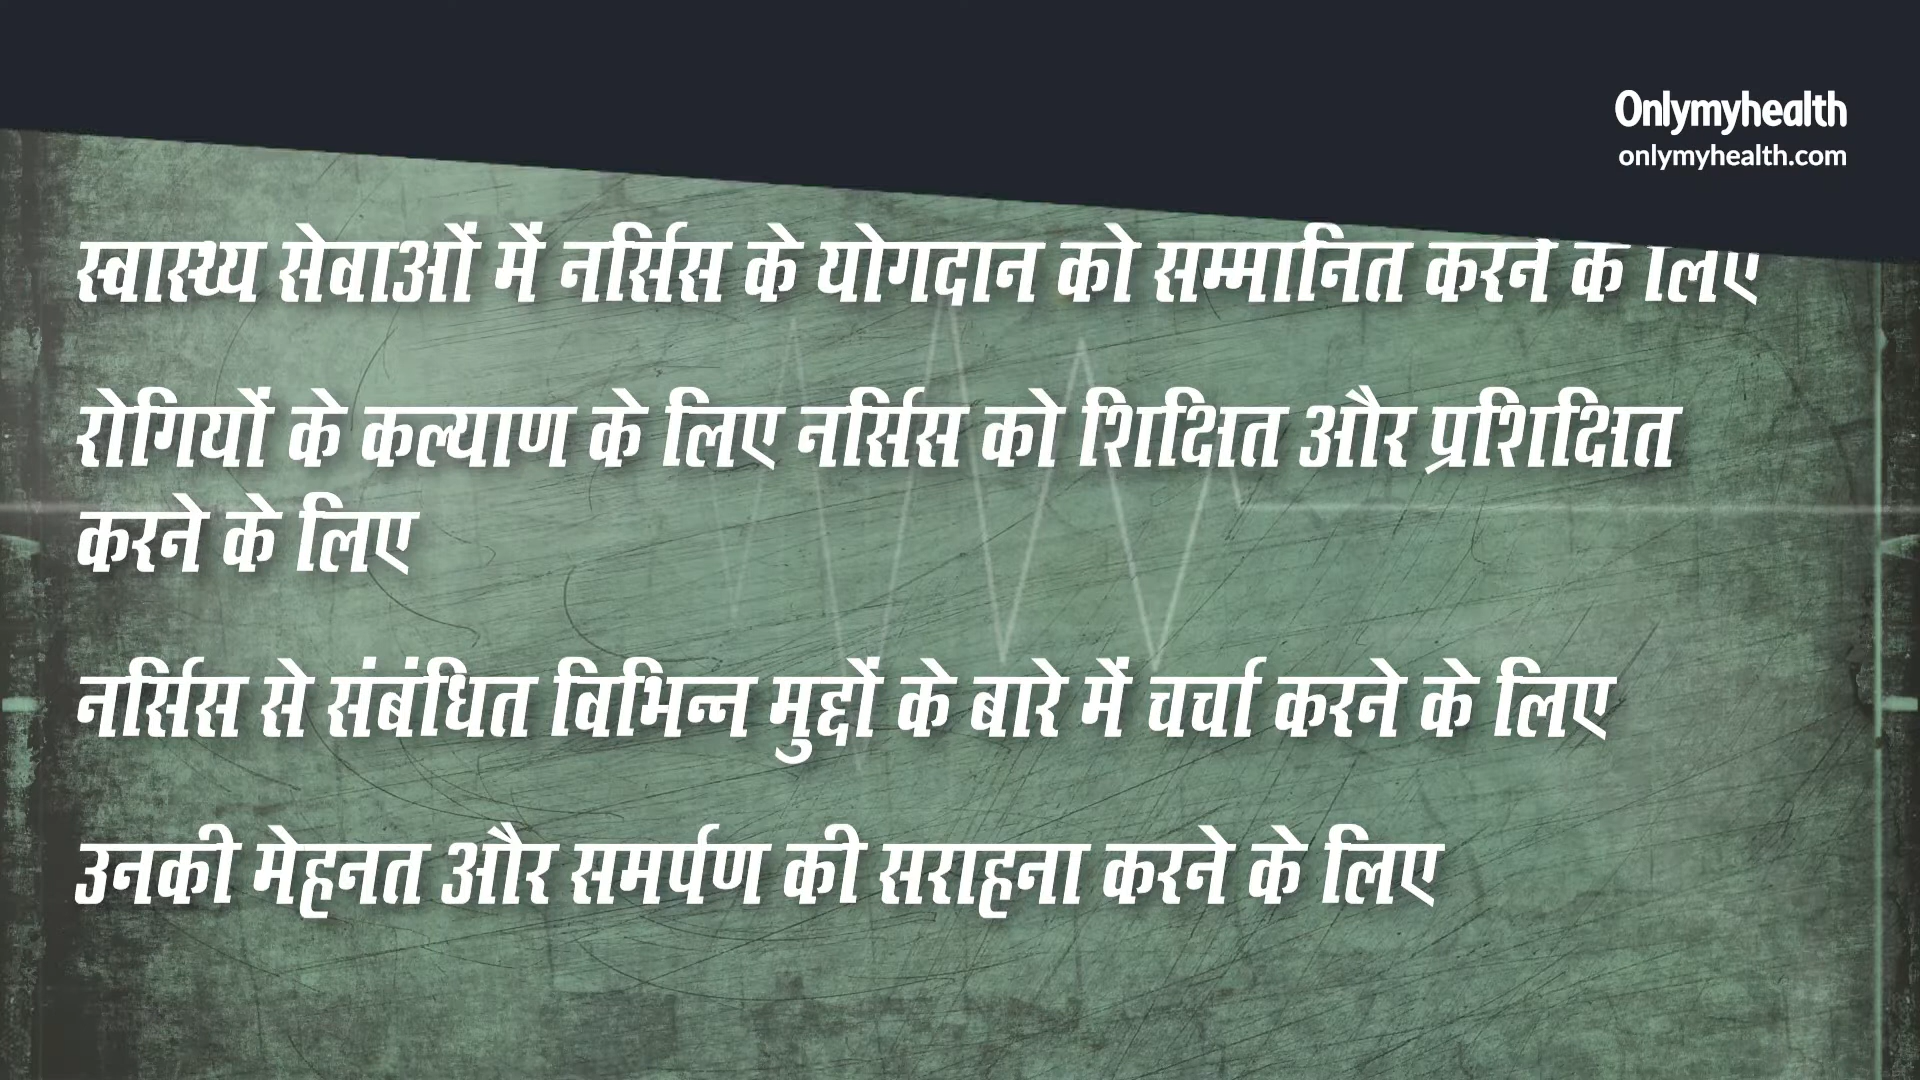 Onlymyhealth
onlymyhealth.com
स्वास्थ्य सेवाओं में नर्सिस के योगदान को सम्मानित करने के लिए
रोगियों के कल्याण के लिए नर्सिस को शिक्षित और प्रशिक्षित
करने के लिए
नर्सिस से संबंधित विभिन्न मुद्दों के बारे में चर्चा करने के लिए
उनकी मेहनत और समर्पण की सराहना करने के लिए